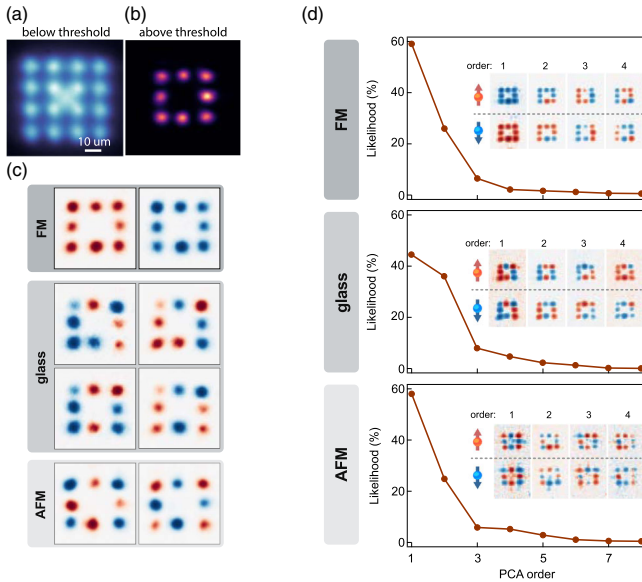 (a)
below threshold
10 um
(b)
above threshold
(c)
FM
glass
AFM
(d)
FM
Likelihood (%)
60
40
20
0
order: 1 2 3 4
glass
Likelihood (%)
60
40
20
0
order: 1 2 3 4
AFM
Likelihood (%)
60
40
20
0
order: 1 2 3 4
1 3 5 7
PCA order